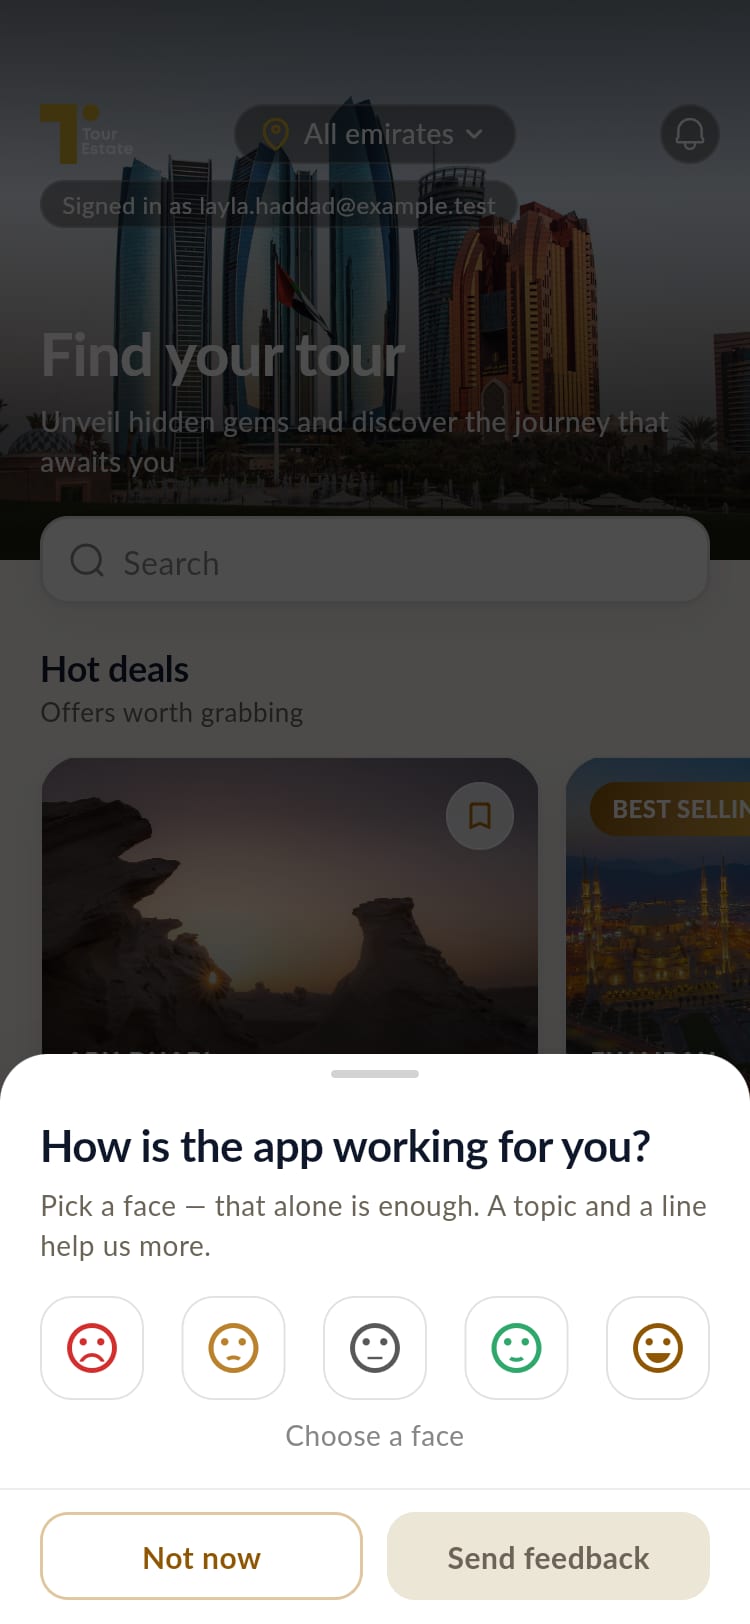 Tour
Estate
All emirates
Signed in as layla.haddad@example.test
Find your tour
Unveil hidden gems and discover the journey that
awaits you
Search
Hot deals
Offers worth grabbing
How is the app working for you?
Pick a face — that alone is enough. A topic and a line
help us more.
Choose a face
Not now
Send feedback